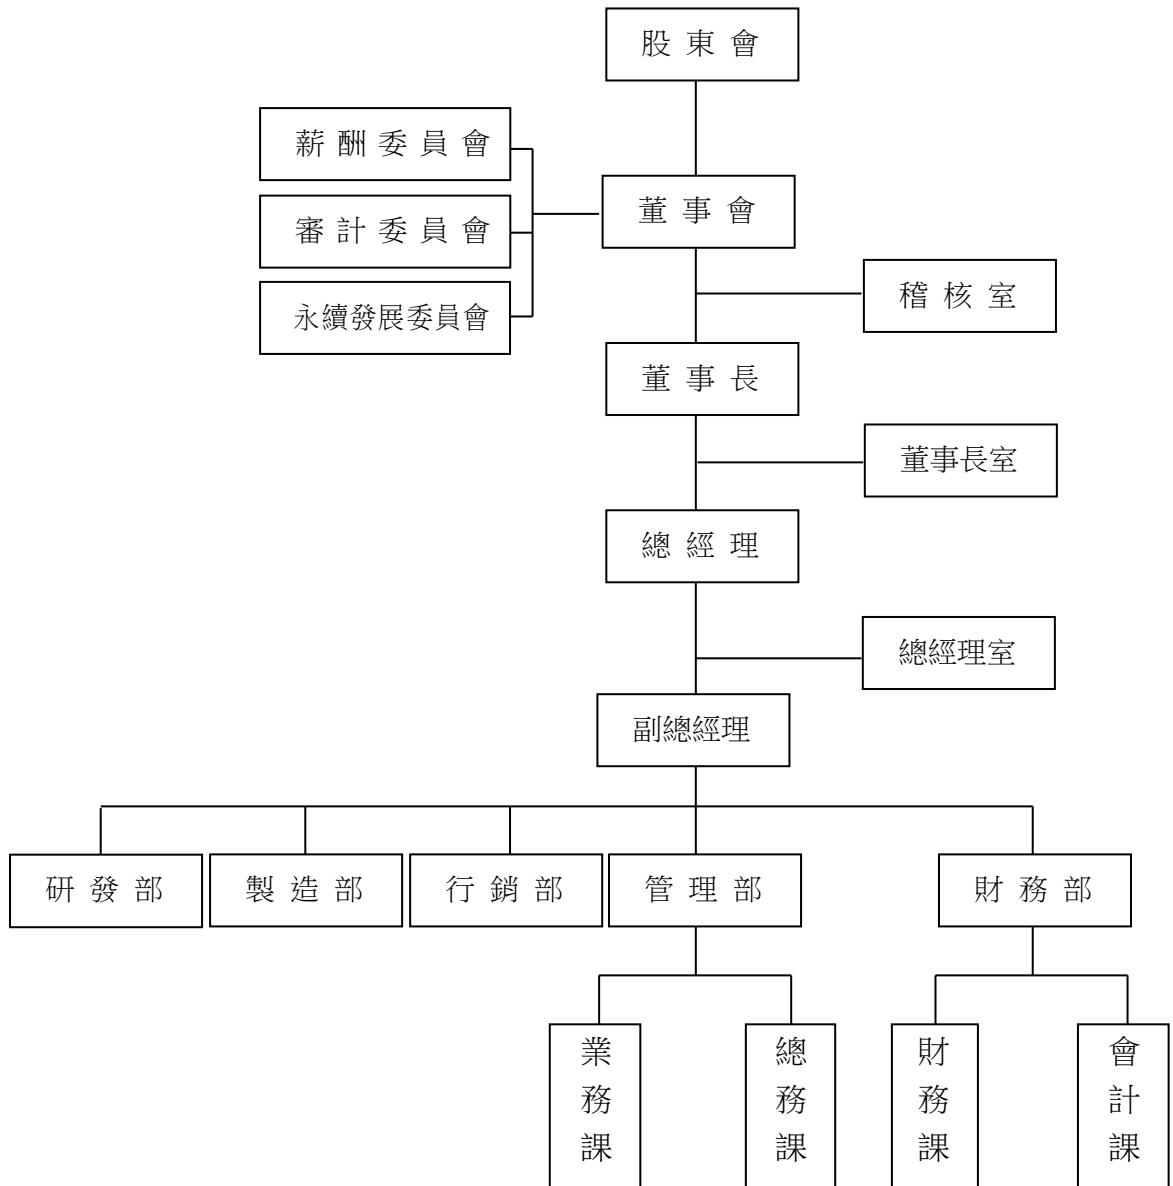 股東會
薪酬委員會
審計委員會
永續發展委員會
董事會
稽核室
董事長
董事長室
總經理
總經理室
副總經理
研發部
製造部
行銷部
管理部
財務部
業務課
總務課
財務課
會計課